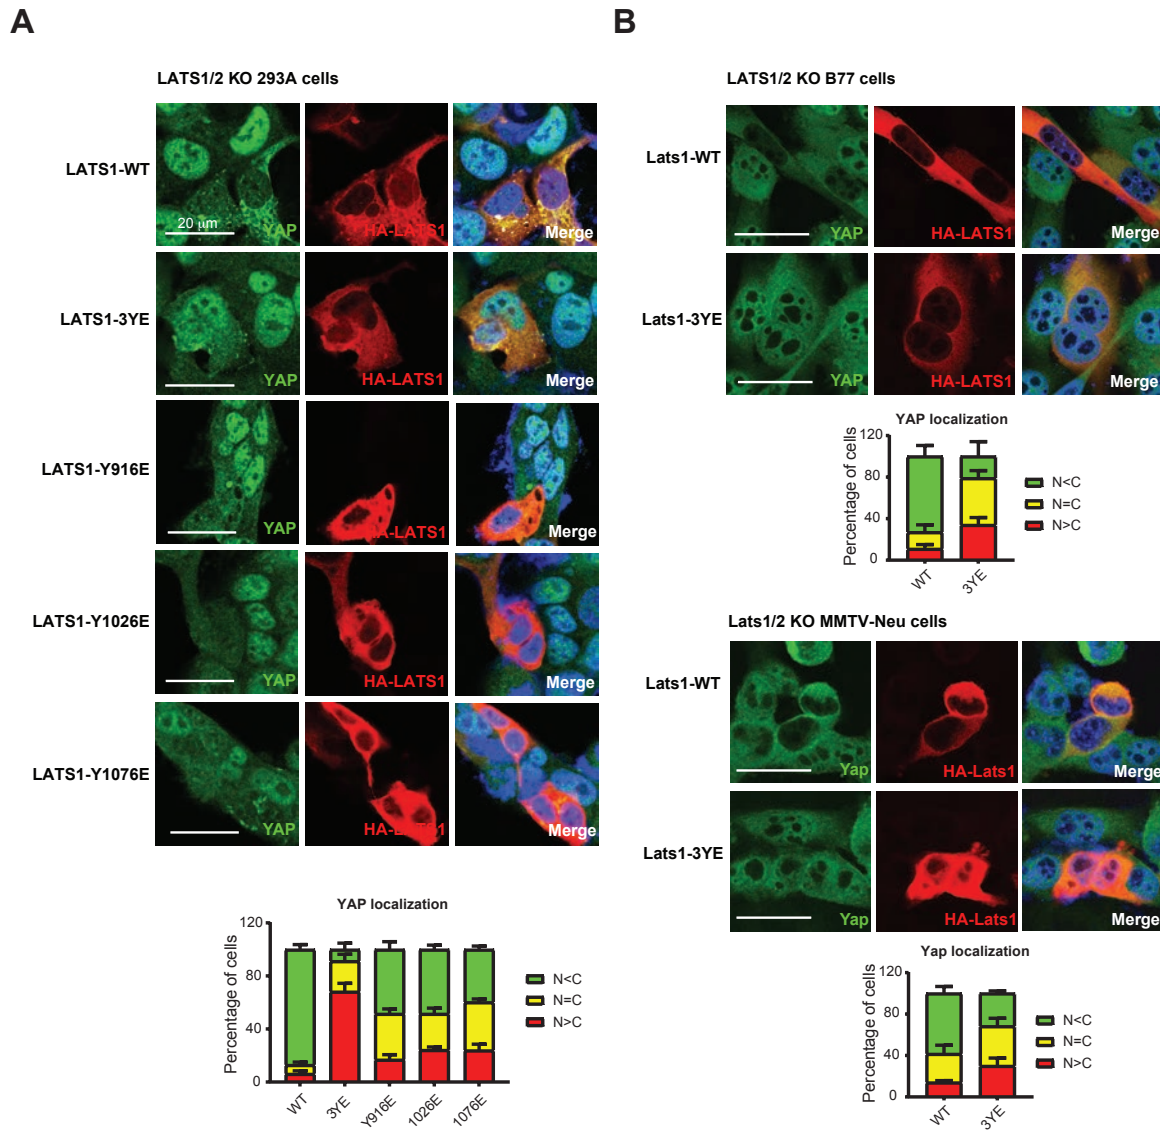 A
LATS1/2 KO 293A cells
LATS1-WT
20 µm
YAP
HA-LATS1
Merge
LATS1-3YE
YAP
HA-LATS1
Merge
LATS1-Y916E
YAP
HA-LATS1
Merge
LATS1-Y1026E
YAP
HA-LATS1
Merge
LATS1-Y1076E
YAP
HA-LATS1
Merge
YAP localization
Percentage of cells
120
80
40
0
WT
3YE
Y916E
1026E
1076E
N<C
N=C
N>C
B
LATS1/2 KO B77 cells
Lats1-WT
YAP
HA-LATS1
Merge
Lats1-3YE
YAP
HA-LATS1
Merge
YAP localization
Percentage of cells
120
80
40
0
WT
3YE
N<C
N=C
N>C
Lats1/2 KO MMTV-Neu cells
Lats1-WT
Yap
HA-Lats1
Merge
Lats1-3YE
Yap
HA-Lats1
Merge
Yap localization
Percentage of cells
120
80
40
0
WT
3YE
N<C
N=C
N>C